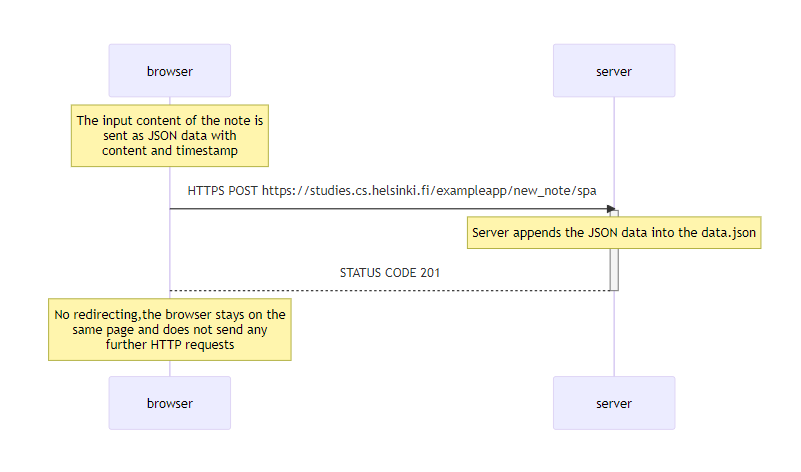 browser
server
The input content of the note is
sent as JSON data with
content and timestamp
HTTPS POST https://studies.cs.helsinki.fi/exampleapp/new_note/spa
Server appends the JSON data into the data.json
STATUS CODE 201
No redirecting,the browser stays on the
same page and does not send any
further HTTP requests
browser
server